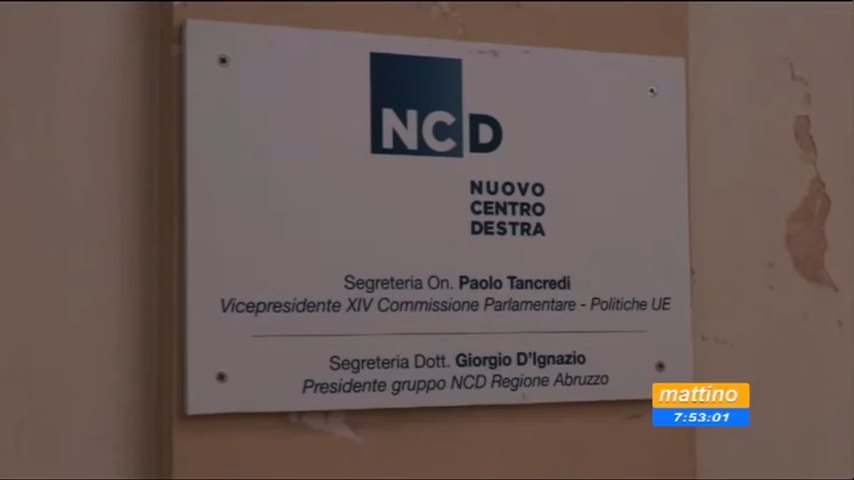 NCD
NUOVO
CENTRO
DESTRA
Segreteria On. Paolo Tancredi
Vicepresidente XIV Commissione Parlamentare - Politiche UE
Segreteria Dott. Giorgio D'Ignazio
Presidente gruppo NCD Regione Abruzzo
mattino
7:53:01